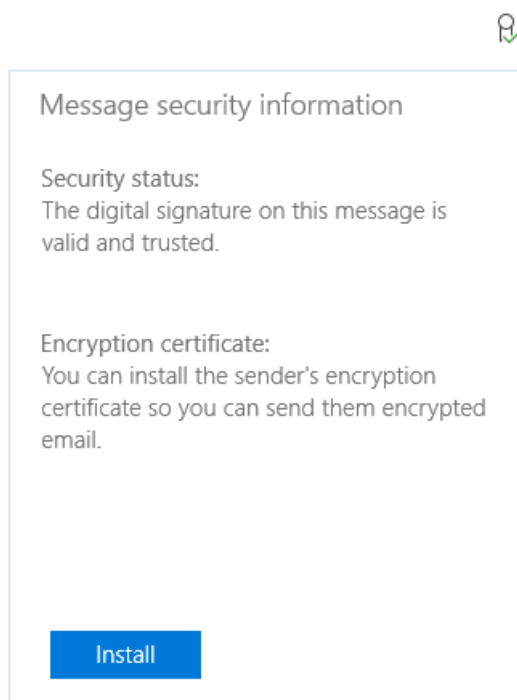 Message security information
Security status:
The digital signature on this message is
valid and trusted.
Encryption certificate:
You can install the sender's encryption
certificate so you can send them encrypted
email.
Install